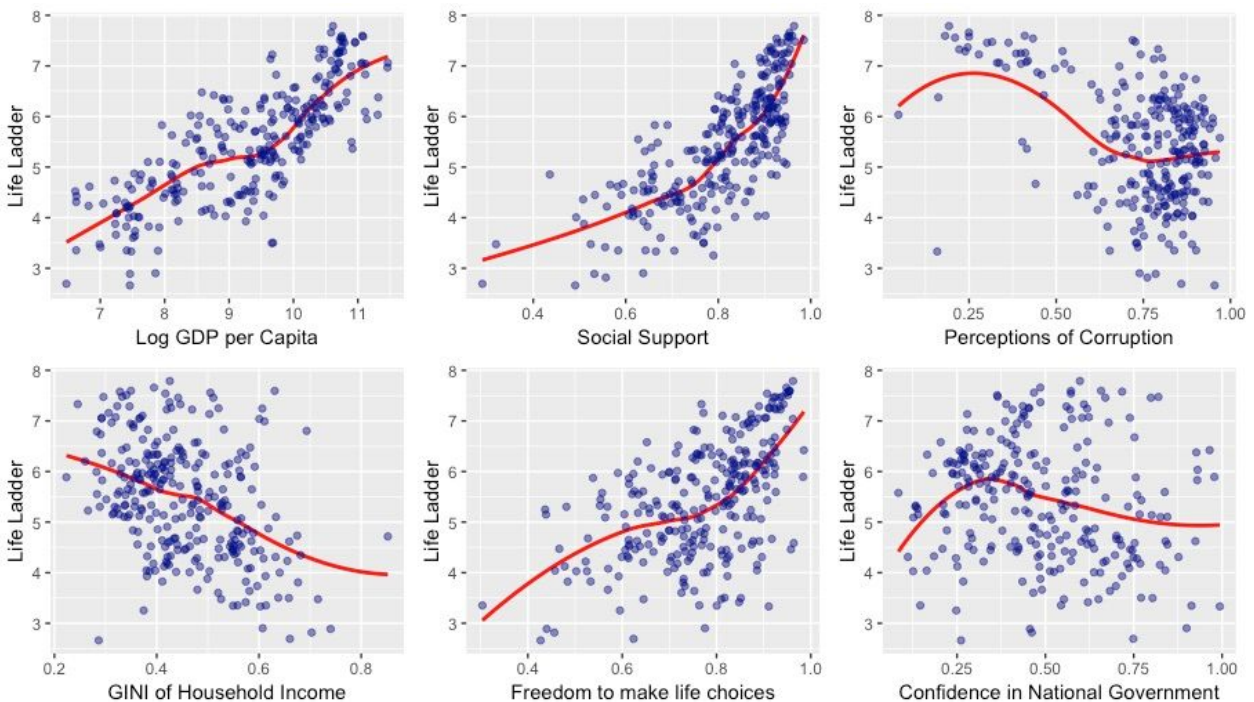 8
7
6
5
4
3
Life Ladder
7 8 9 10 11
Log GDP per Capita
8
7
6
5
4
3
Life Ladder
0.4 0.6 0.8 1.0
Social Support
8
7
6
5
4
3
Life Ladder
0.25 0.50 0.75 1.00
Perceptions of Corruption
8
7
6
5
4
3
Life Ladder
0.2 0.4 0.6 0.8
GINI of Household Income
8
7
6
5
4
3
Life Ladder
0.4 0.6 0.8 1.0
Freedom to make life choices
8
7
6
5
4
3
Life Ladder
0.25 0.50 0.75 1.00
Confidence in National Government